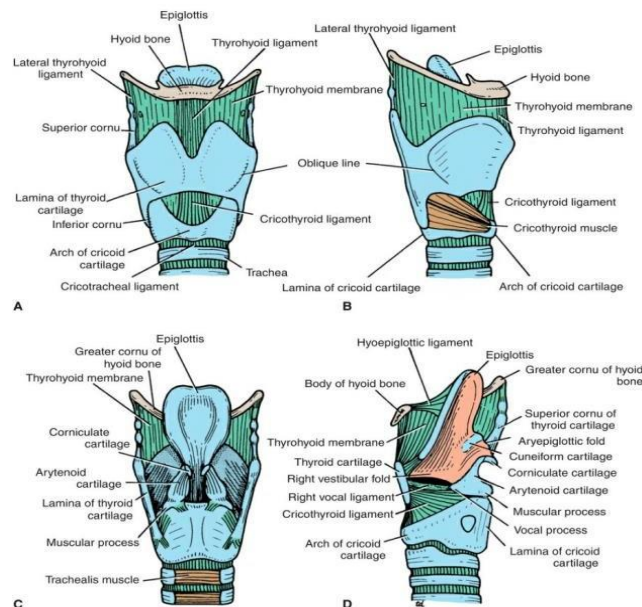 Epiglottis
Hyoid bone
Lateral thyrohyoid
ligament
Thyrohyoid ligament
Thyrohyoid membrane
Superior cornu
Oblique line
Lamina of thyroid
cartilage
Inferior cornu
Cricothyroid ligament
Arch of cricoid
cartilage
Trachea
Cricotracheal ligament
A
Lateral thyrohyoid ligament
Epiglottis
Hyoid bone
Thyrohyoid membrane
Thyrohyoid ligament
Cricothyroid ligament
Cricothyroid muscle
Lamina of cricoid cartilage
Arch of cricoid cartilage
B
Epiglottis
Greater cornu of
hyoid bone
Thyrohyoid membrane
Corniculate
cartilage
Arytenoid
cartilage
Lamina of thyroid
cartilage
Muscular process
Trachealis muscle
C
Hyoepiglottic ligament
Epiglottis
Greater cornu of hyoid
bone
Body of hyoid bone
Superior cornu of
thyroid cartilage
Thyrohyoid membrane
Aryepiglottic fold
Cuneiform cartilage
Thyroid cartilage
Corniculate cartilage
Right vestibular fold
Arytenoid cartilage
Right vocal ligament
Muscular process
Cricothyroid ligament
Vocal process
Arch of cricoid
cartilage
Lamina of
cricoid cartilage
D